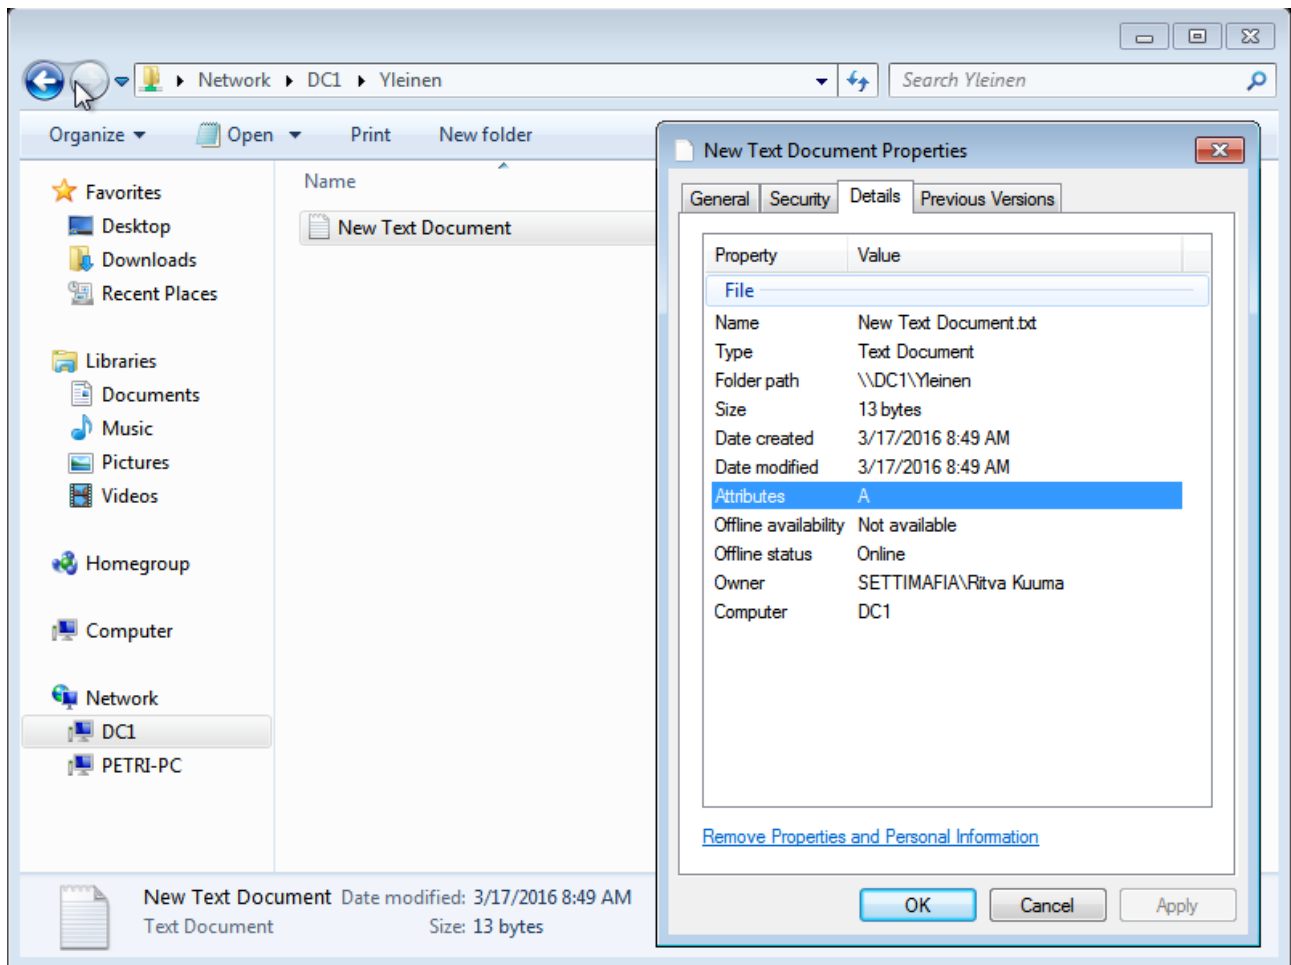 Network ▸ DC1 ▸ Yleinen
Search Yleinen
Organize
Open
Print
New folder
Favorites
Desktop
Downloads
Recent Places
Libraries
Documents
Music
Pictures
Videos
Homegroup
Computer
Network
DC1
PETRI-PC
Name
New Text Document
New Text Document Properties
General Security Details Previous Versions
Property Value
File
Name New Text Document.txt
Type Text Document
Folder path \\DC1\Yleinen
Size 13 bytes
Date created 3/17/2016 8:49 AM
Date modified 3/17/2016 8:49 AM
Attributes A
Offline availability Not available
Offline status Online
Owner SETTIMAFIA\Ritva Kuuma
Computer DC1
Remove Properties and Personal Information
OK Cancel Apply
New Text Document Date modified: 3/17/2016 8:49 AM
Text Document Size: 13 bytes